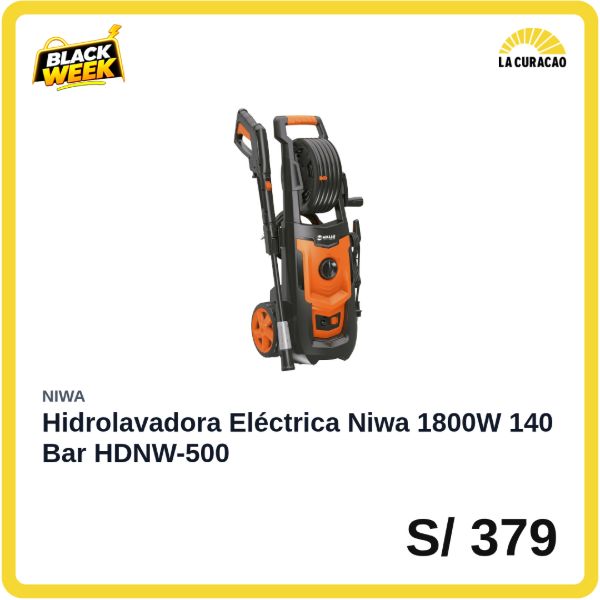 BLACK
WEEK
LA CURACAO
NIWA
Hidrolavadora Eléctrica Niwa 1800W 140
Bar HDNW-500
S/ 379